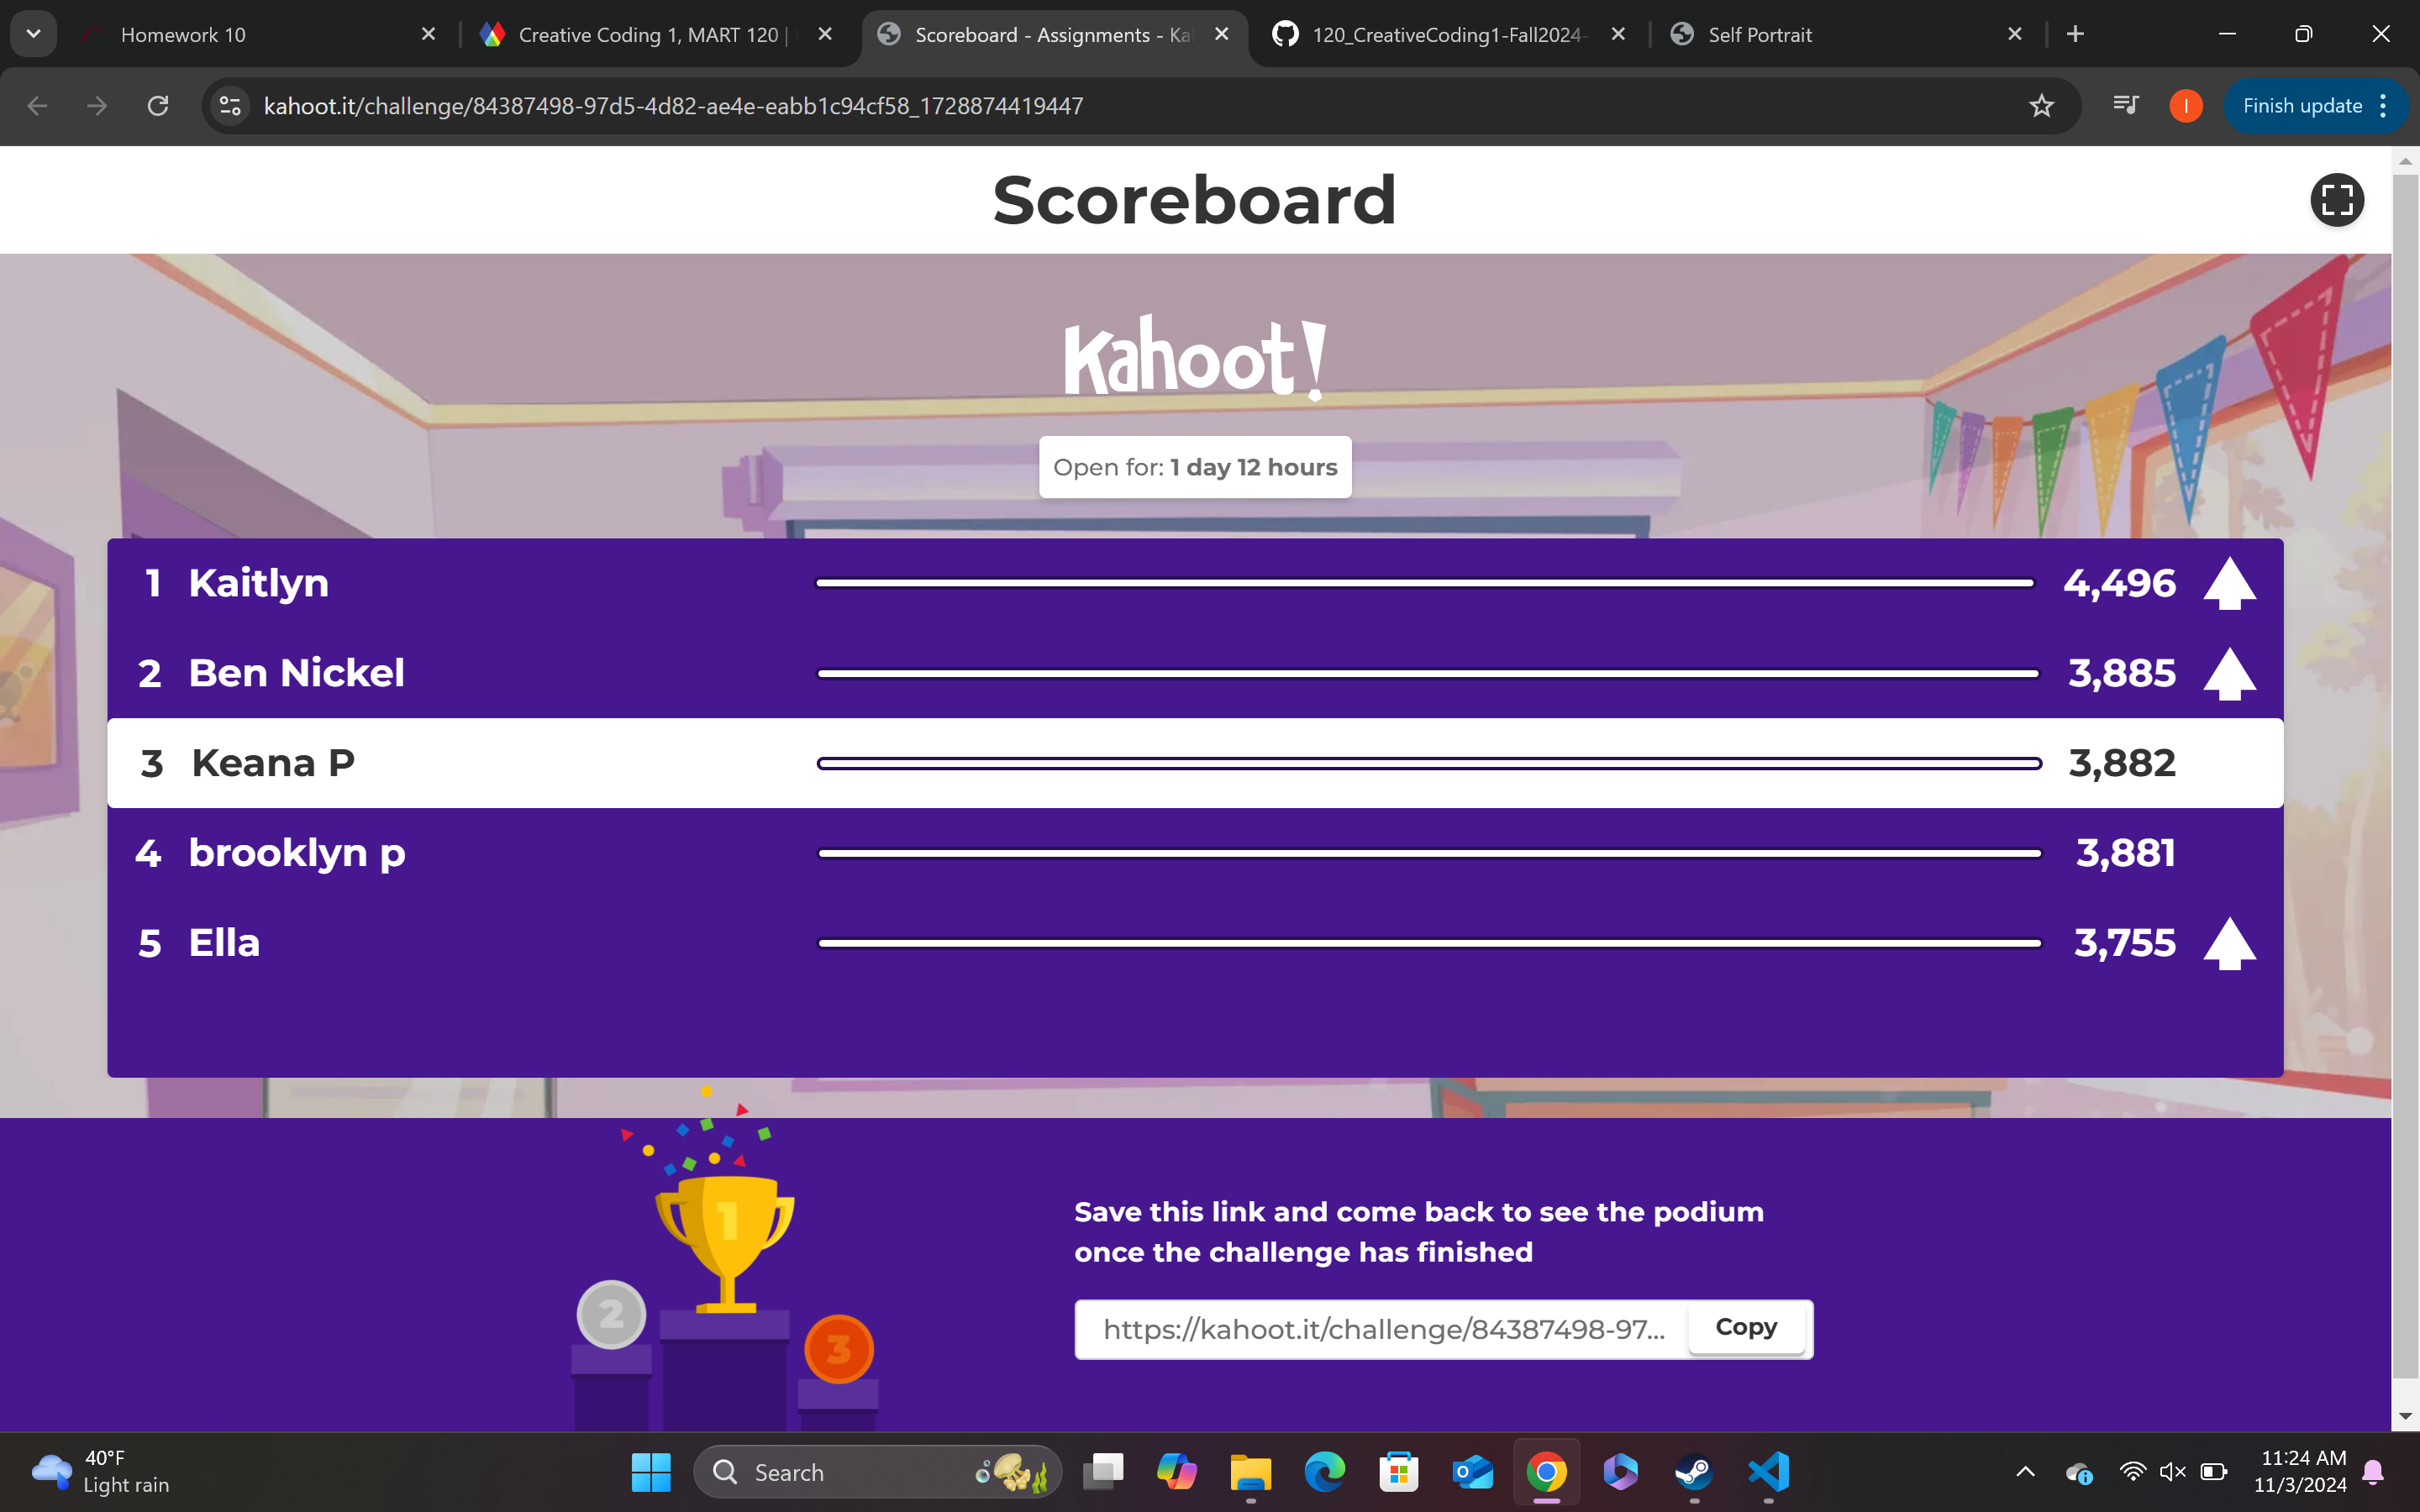 Homework 10
Creative Coding 1, MART 120 |
Scoreboard - Assignments - Ka
120_CreativeCoding1-Fall2024-
Self Portrait
kahoot.it/challenge/84387498-97d5-4d82-ae4e-eabb1c94cf58_1728874419447
I
Finish update
Scoreboard
Kahoot!
Open for: 1 day 12 hours
1 Kaitlyn 4,496
2 Ben Nickel 3,885
3 Keana P 3,882
4 brooklyn p 3,881
5 Ella 3,755
1
2
3
Save this link and come back to see the podium
once the challenge has finished
https://kahoot.it/challenge/84387498-97... Copy
40°F
Light rain
Search
11:24 AM
11/3/2024